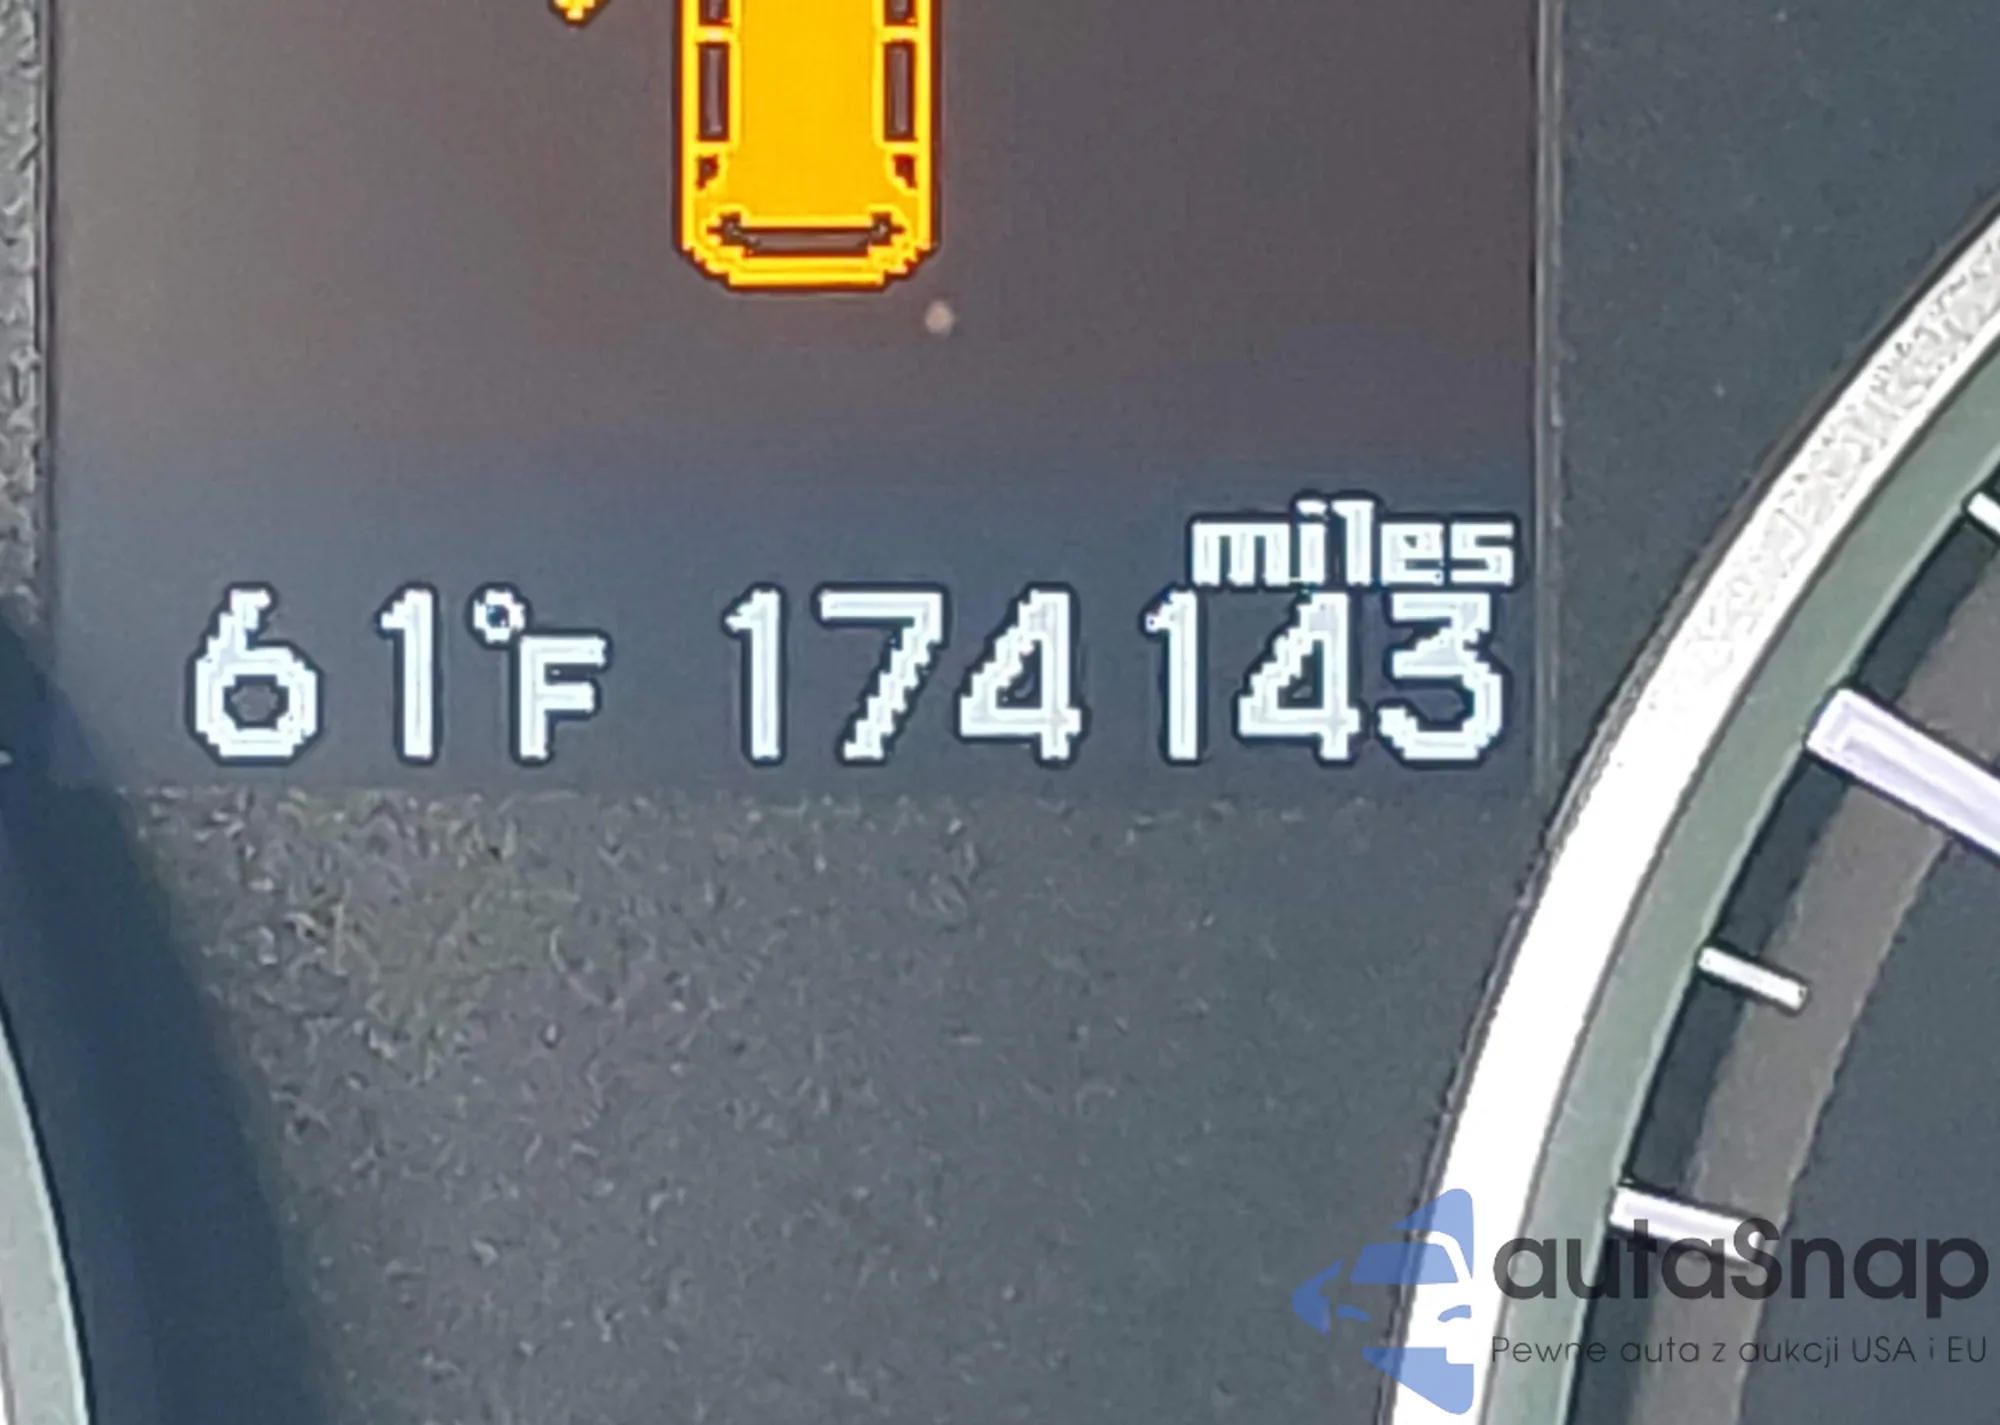 miles
61°F 174143
autaSnap
Pewne auta z aukcji USA i EU